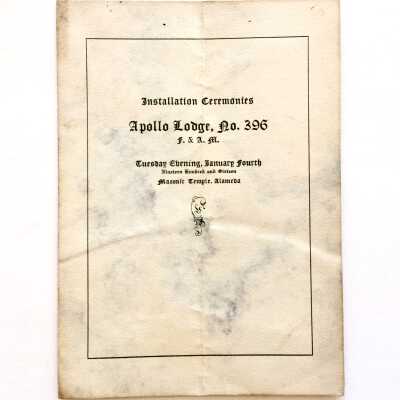 Installation Ceremonies
Apollo Lodge, No. 396
F. & A. M.
Tuesday Evening, January Fourth
Nineteen Hundred and Sixteen
Masonic Temple, Alameda